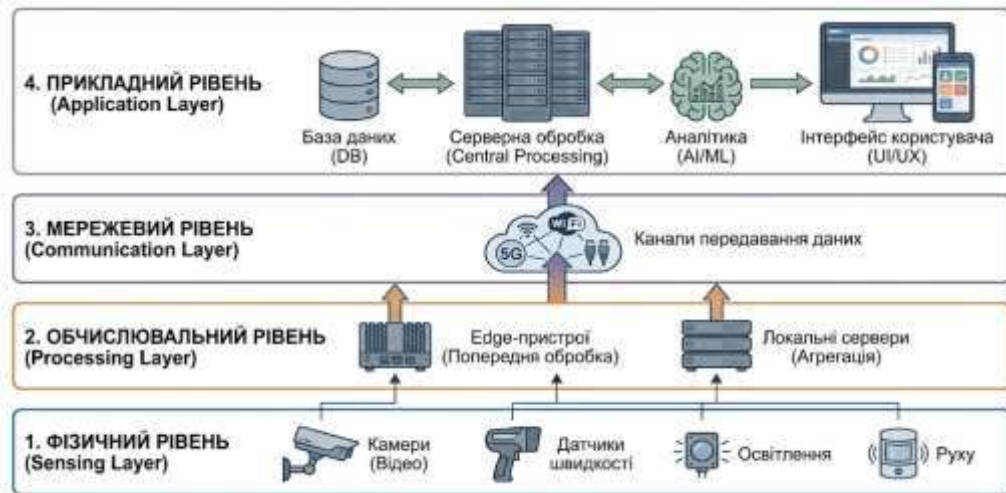 4. ПРИКЛАДНИЙ РІВЕНЬ
(Application Layer)
База даних
(DB)
Серверна обробка
(Central Processing)
Аналітика
(AI/ML)
Інтерфейс користувача
(UI/UX)
3. МЕРЕЖЕВИЙ РІВЕНЬ
(Communication Layer)
Wi Fi
5G
Канали передавання даних
2. ОБЧИСЛЮВАЛЬНИЙ РІВЕНЬ
(Processing Layer)
Edge-пристрої
(Попередня обробка)
Локальні сервери
(Агрегація)
1. ФІЗИЧНИЙ РІВЕНЬ
(Sensing Layer)
Камери
(Відео)
Датчики
швидкості
Освітлення
Руху